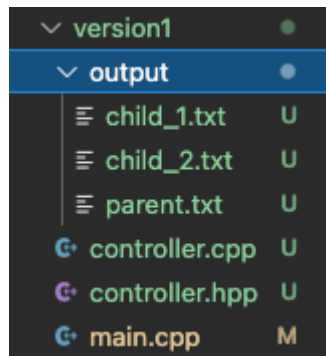 version1
output
child_1.txt U
child_2.txt U
parent.txt U
controller.cpp U
controller.hpp U
main.cpp M